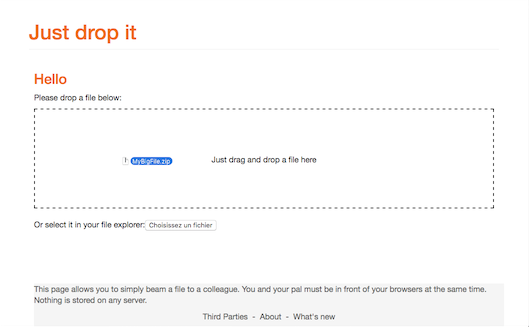 Just drop it
Hello
Please drop a file below:
MyBigFile.zip Just drag and drop a file here
Or select it in your file explorer: Choisissez un fichier
This page allows you to simply beam a file to a colleague. You and your pal must be in front of your browsers at the same time.
Nothing is stored on any server.
Third Parties - About - What's new